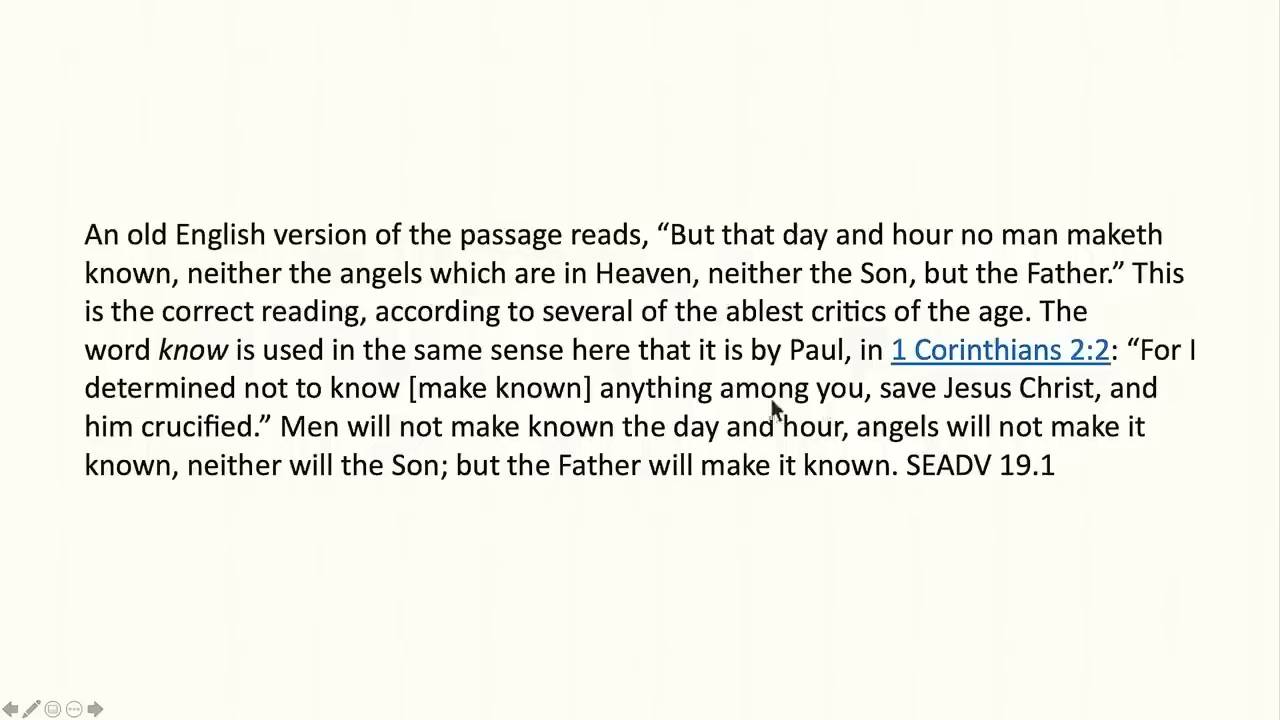 An old English version of the passage reads, “But that day and hour no man maketh
known, neither the angels which are in Heaven, neither the Son, but the Father.” This
is the correct reading, according to several of the ablest critics of the age. The
word know is used in the same sense here that it is by Paul, in 1 Corinthians 2:2: “For I
determined not to know [make known] anything among you, save Jesus Christ, and
him crucified.” Men will not make known the day and hour, angels will not make it
known, neither will the Son; but the Father will make it known. SEADV 19.1